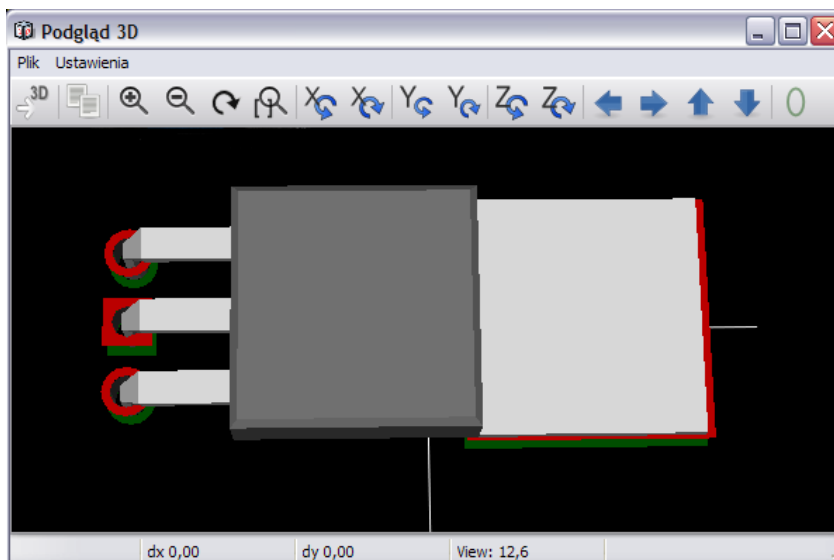 Podgląd 3D
Plik Ustawienia
3D X X Y Y Z Z
dx 0,00 dy 0,00 View: 12,6